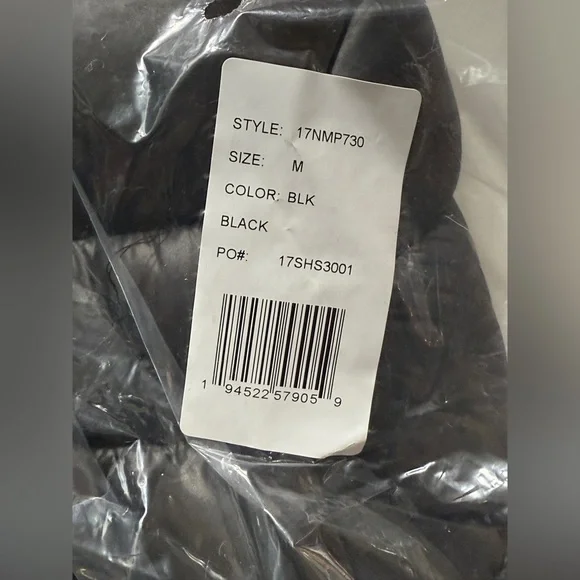 STYLE: 17NMP730
SIZE: M
COLOR: BLK
BLACK
PO#: 17SHS3001
1 94522 57905 9